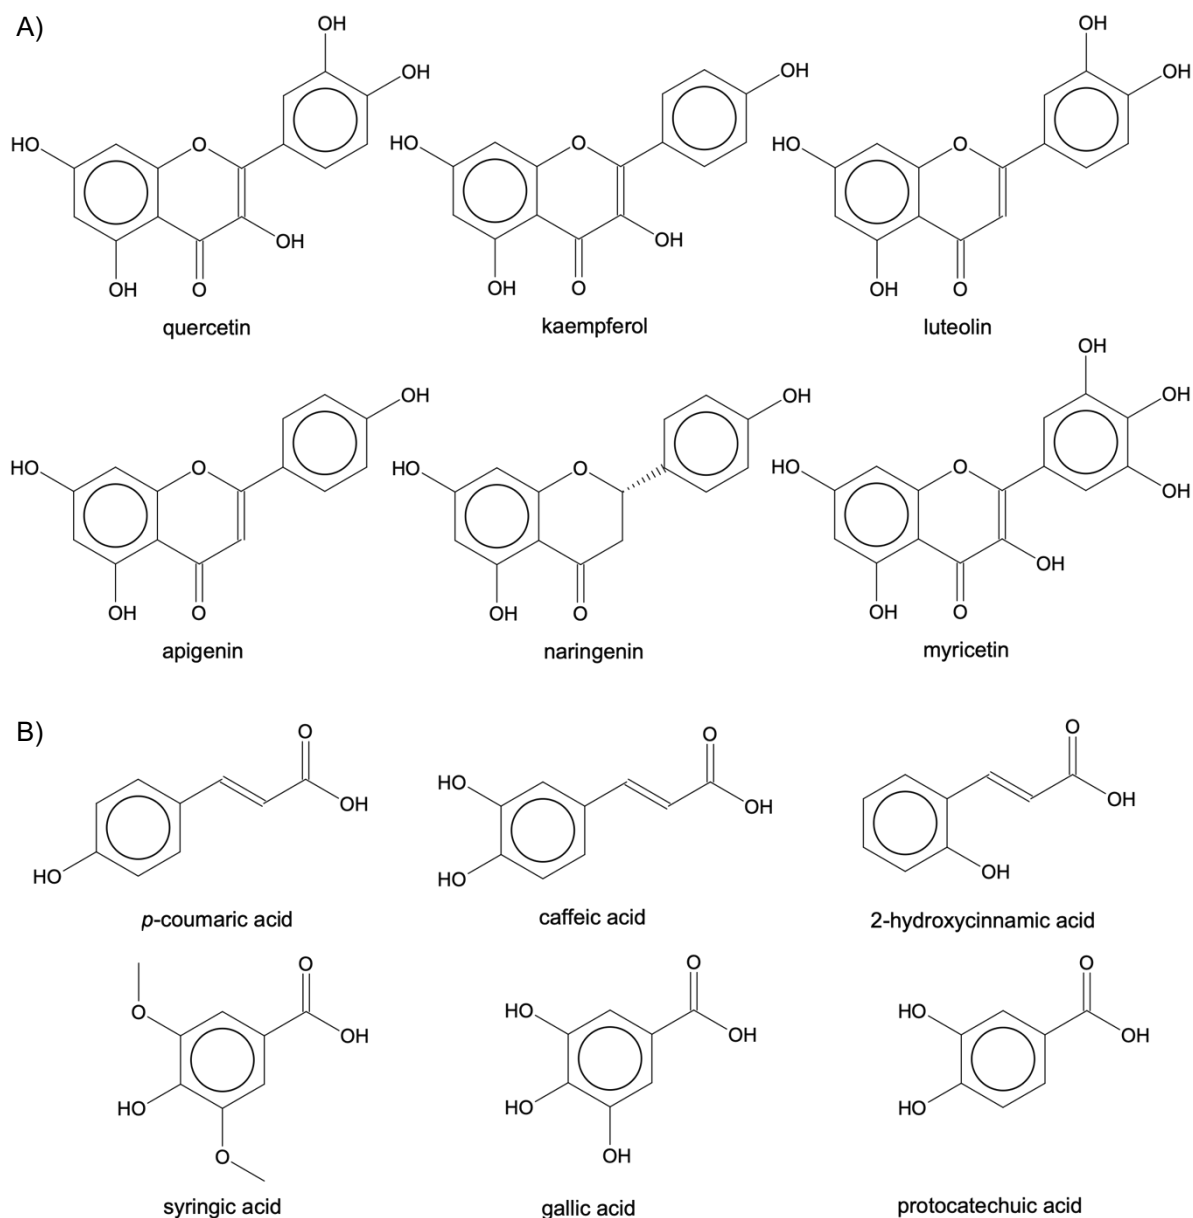 A)
OH
OH
HO
O
OH
OH
O
quercetin
OH
HO
O
OH
OH
O
kaempferol
OH
OH
HO
O
OH
O
luteolin
OH
HO
O
OH
O
apigenin
OH
HO
O
OH
O
naringenin
OH
OH
OH
HO
O
OH
OH
O
myricetin
B)
O
OH
HO
p-coumaric acid
O
HO
OH
HO
caffeic acid
O
OH
OH
2-hydroxycinnamic acid
O
O
OH
HO
O
syringic acid
O
HO
OH
HO
OH
gallic acid
O
HO
OH
HO
protocatechuic acid